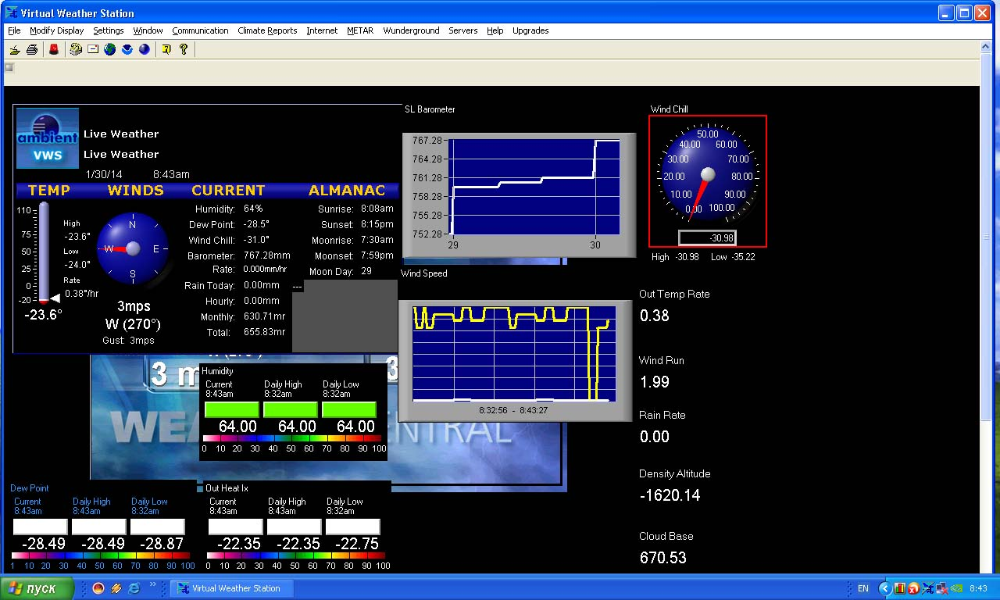 Virtual Weather Station
File Modify Display Settings Window Communication Climate Reports Internet METAR Wunderground Servers Help Upgrades
ambient
vws
Live Weather
Live Weather
1/30/14 8:43am
TEMP WINDS CURRENT ALMANAC
110
75
50
25
0
-20
-23.6°
High
-23.6°
Low
-24.0°
Rate
0.38°/hr
N
W E
S
3mps
W (270°)
Gust: 3mps
Humidity: 64%
Dew Point: -28.5°
Wind Chill: -31.0°
Barometer: 767.28mm
Rate: 0.000mm/hr
Rain Today: 0.00mm
Hourly: 0.00mm
Monthly: 630.71mr
Total: 655.83mr
Sunrise: 8:08am
Sunset: 8:15pm
Moonrise: 7:30am
Moonset: 7:59pm
Moon Day: 29
---
SL Barometer
767.28
764.28
761.28
758.28
755.28
752.28
29 30
Wind Speed
8:32:56 - 8:43:27
Wind Chill
50.00
40.00 60.00
30.00 70.00
20.00 80.00
10.00 90.00
0.00 100.00
-30.98
High -30.98 Low -35.22
Out Temp Rate
0.38
Wind Run
1.99
Rain Rate
0.00
Density Altitude
-1620.14
Cloud Base
670.53
W (270°)
3 m
3
WEA
NTRAL
Humidity
Current Daily High Daily Low
8:43am 8:32am 8:32am
64.00 64.00 64.00
0 10 20 30 40 50 60 70 80 90 100
Dew Point
Current Daily High Daily Low
8:43am 8:43am 8:32am
-28.49 -28.49 -28.87
1 10 20 30 40 50 60 70 80 90 100
Out Heat Ix
Current Daily High Daily Low
8:43am 8:43am 8:32am
-22.35 -22.35 -22.75
0 10 20 30 40 50 60 70 80 90 100
пуск
Virtual Weather Station
EN
8:43